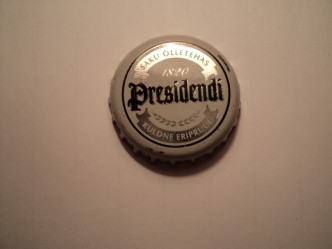 SAKU ÕLLETEHAS
1820
Presidendi
KULDNE ERIPRUUL